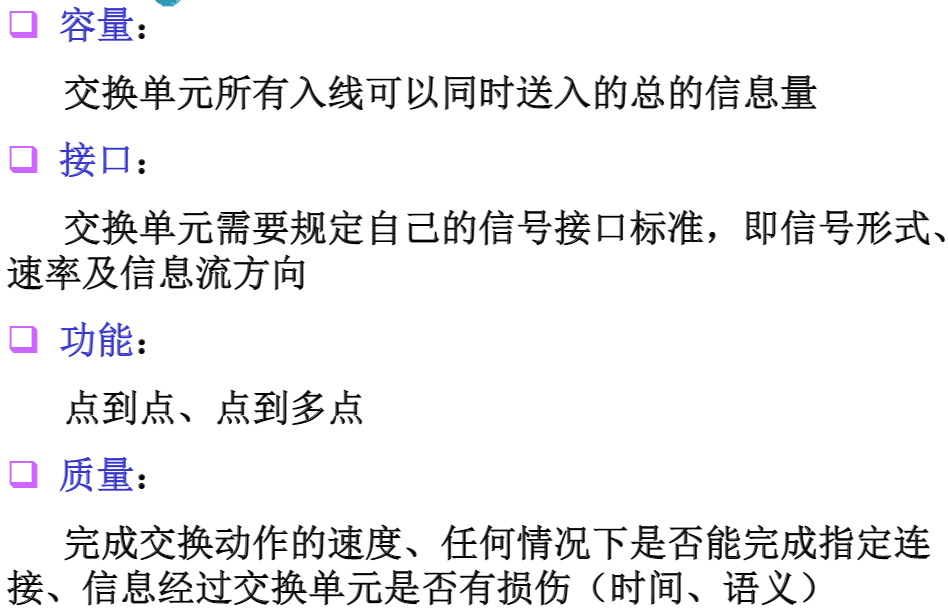 容量：
交换单元所有入线可以同时送入的总的信息量
接口：
交换单元需要规定自己的信号接口标准，即信号形式、
速率及信息流方向
功能：
点到点、点到多点
质量：
完成交换动作的速度、任何情况下是否能完成指定连
接、信息经过交换单元是否有损伤（时间、语义）